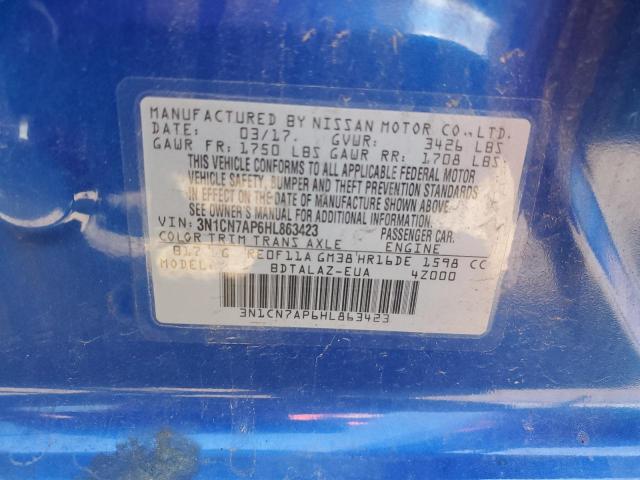 MANUFACTURED BY NISSAN MOTOR CO.,LTD.
DATE: 03/17. GVWR: 3426 LBS
GAWR FR: 1750 LBS GAWR RR: 1708 LBS
THIS VEHICLE CONFORMS TO ALL APPLICABLE FEDERAL MOTOR
VEHICLE SAFETY, BUMPER AND THEFT PREVENTION STANDARDS
IN EFFECT ON THE DATE OF MANUFACTURE SHOWN ABOVE.
SEE OWNER'S MANUAL FOR ADDITIONAL INFORMATION.
VIN: 3N1CN7AP6HL863423 PASSENGER CAR.
COLOR TRIM TRANS AXLE ENGINE
B17 G RE0F11A GM38 HR16DE 1598 CC
MODEL: BDTALAZ-EUA 4Z000
3N1CN7AP6HL863423